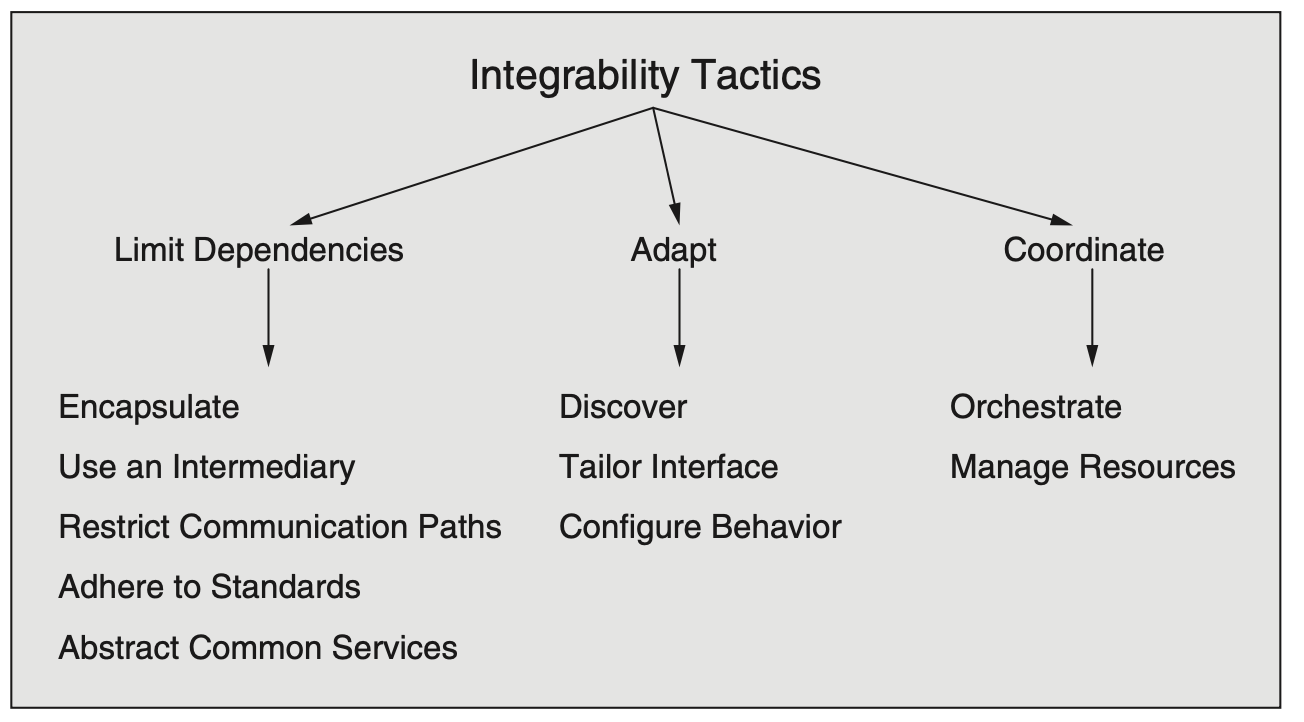 Integrability Tactics
Limit Dependencies
Adapt
Coordinate
Encapsulate
Use an Intermediary
Restrict Communication Paths
Adhere to Standards
Abstract Common Services
Discover
Tailor Interface
Configure Behavior
Orchestrate
Manage Resources